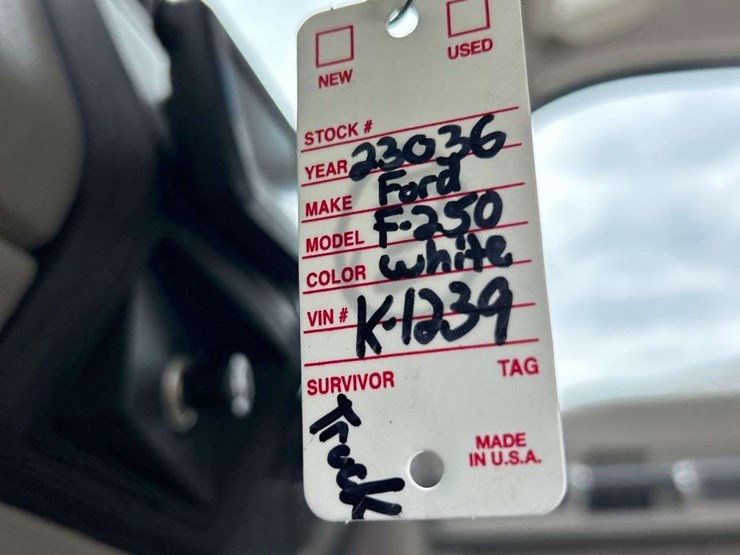 NEW USED
STOCK #
YEAR 23036
MAKE Ford
MODEL F-250
COLOR white
VIN # K-1239
SURVIVOR TAG
Truck
MADE
IN U.S.A.